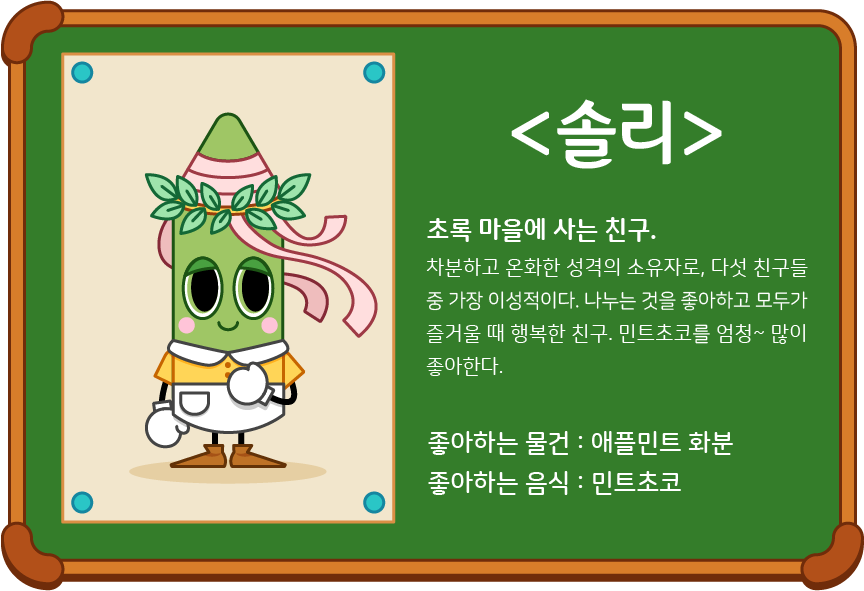 <솔리>
초록 마을에 사는 친구.
차분하고 온화한 성격의 소유자로, 다섯 친구들
중 가장 이성적이다. 나누는 것을 좋아하고 모두가
즐거울 때 행복한 친구. 민트초코를 엄청~ 많이
좋아한다.
좋아하는 물건 : 애플민트 화분
좋아하는 음식 : 민트초코